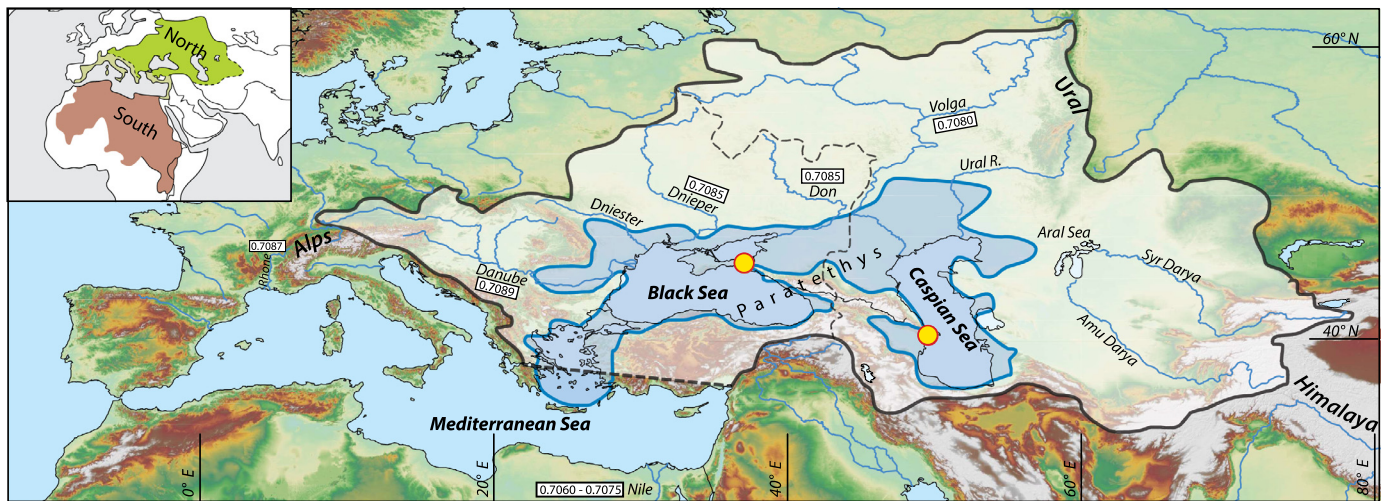 North
South
60° N
Ural
Volga
0.7080
Ural R.
0.7085
Don
0.7085
Dnieper
Dniester
Aral Sea
Syr Darya
0.7087
Rhone
Alps
Danube
0.7089
Black Sea
Paratethys
Caspian Sea
Amu Darya
40° N
Himalaya
Mediterranean Sea
0° E
20° E
40° E
60° E
80° E
0.7060 - 0.7075 Nile